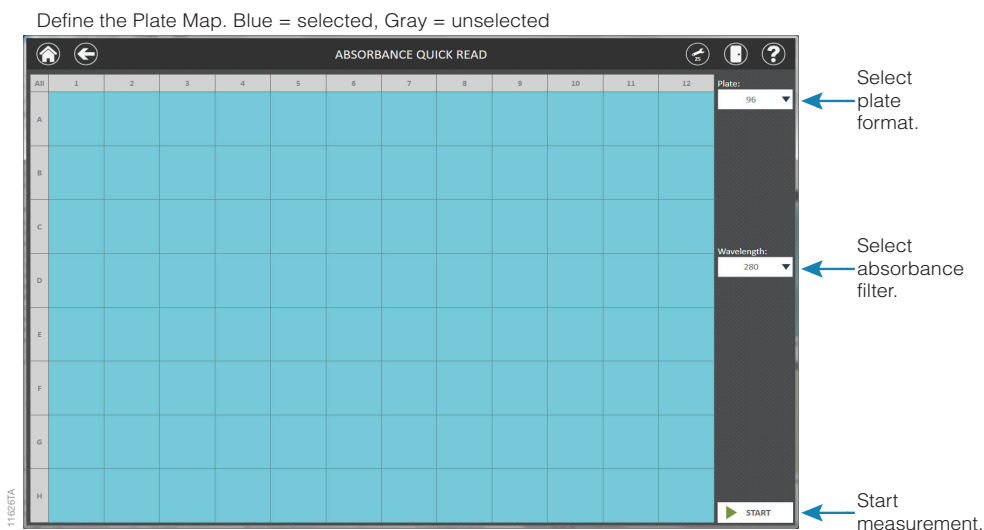 Define the Plate Map. Blue = selected, Gray = unselected
ABSORBANCE QUICK READ
25
?
All 1 2 3 4 5 6 7 8 9 10 11 12
Plate:
96
Select
plate
format.
A
B
C
D
E
F
G
H
Wavelength:
280
Select
absorbance
filter.
START
Start
measurement.
11626TA